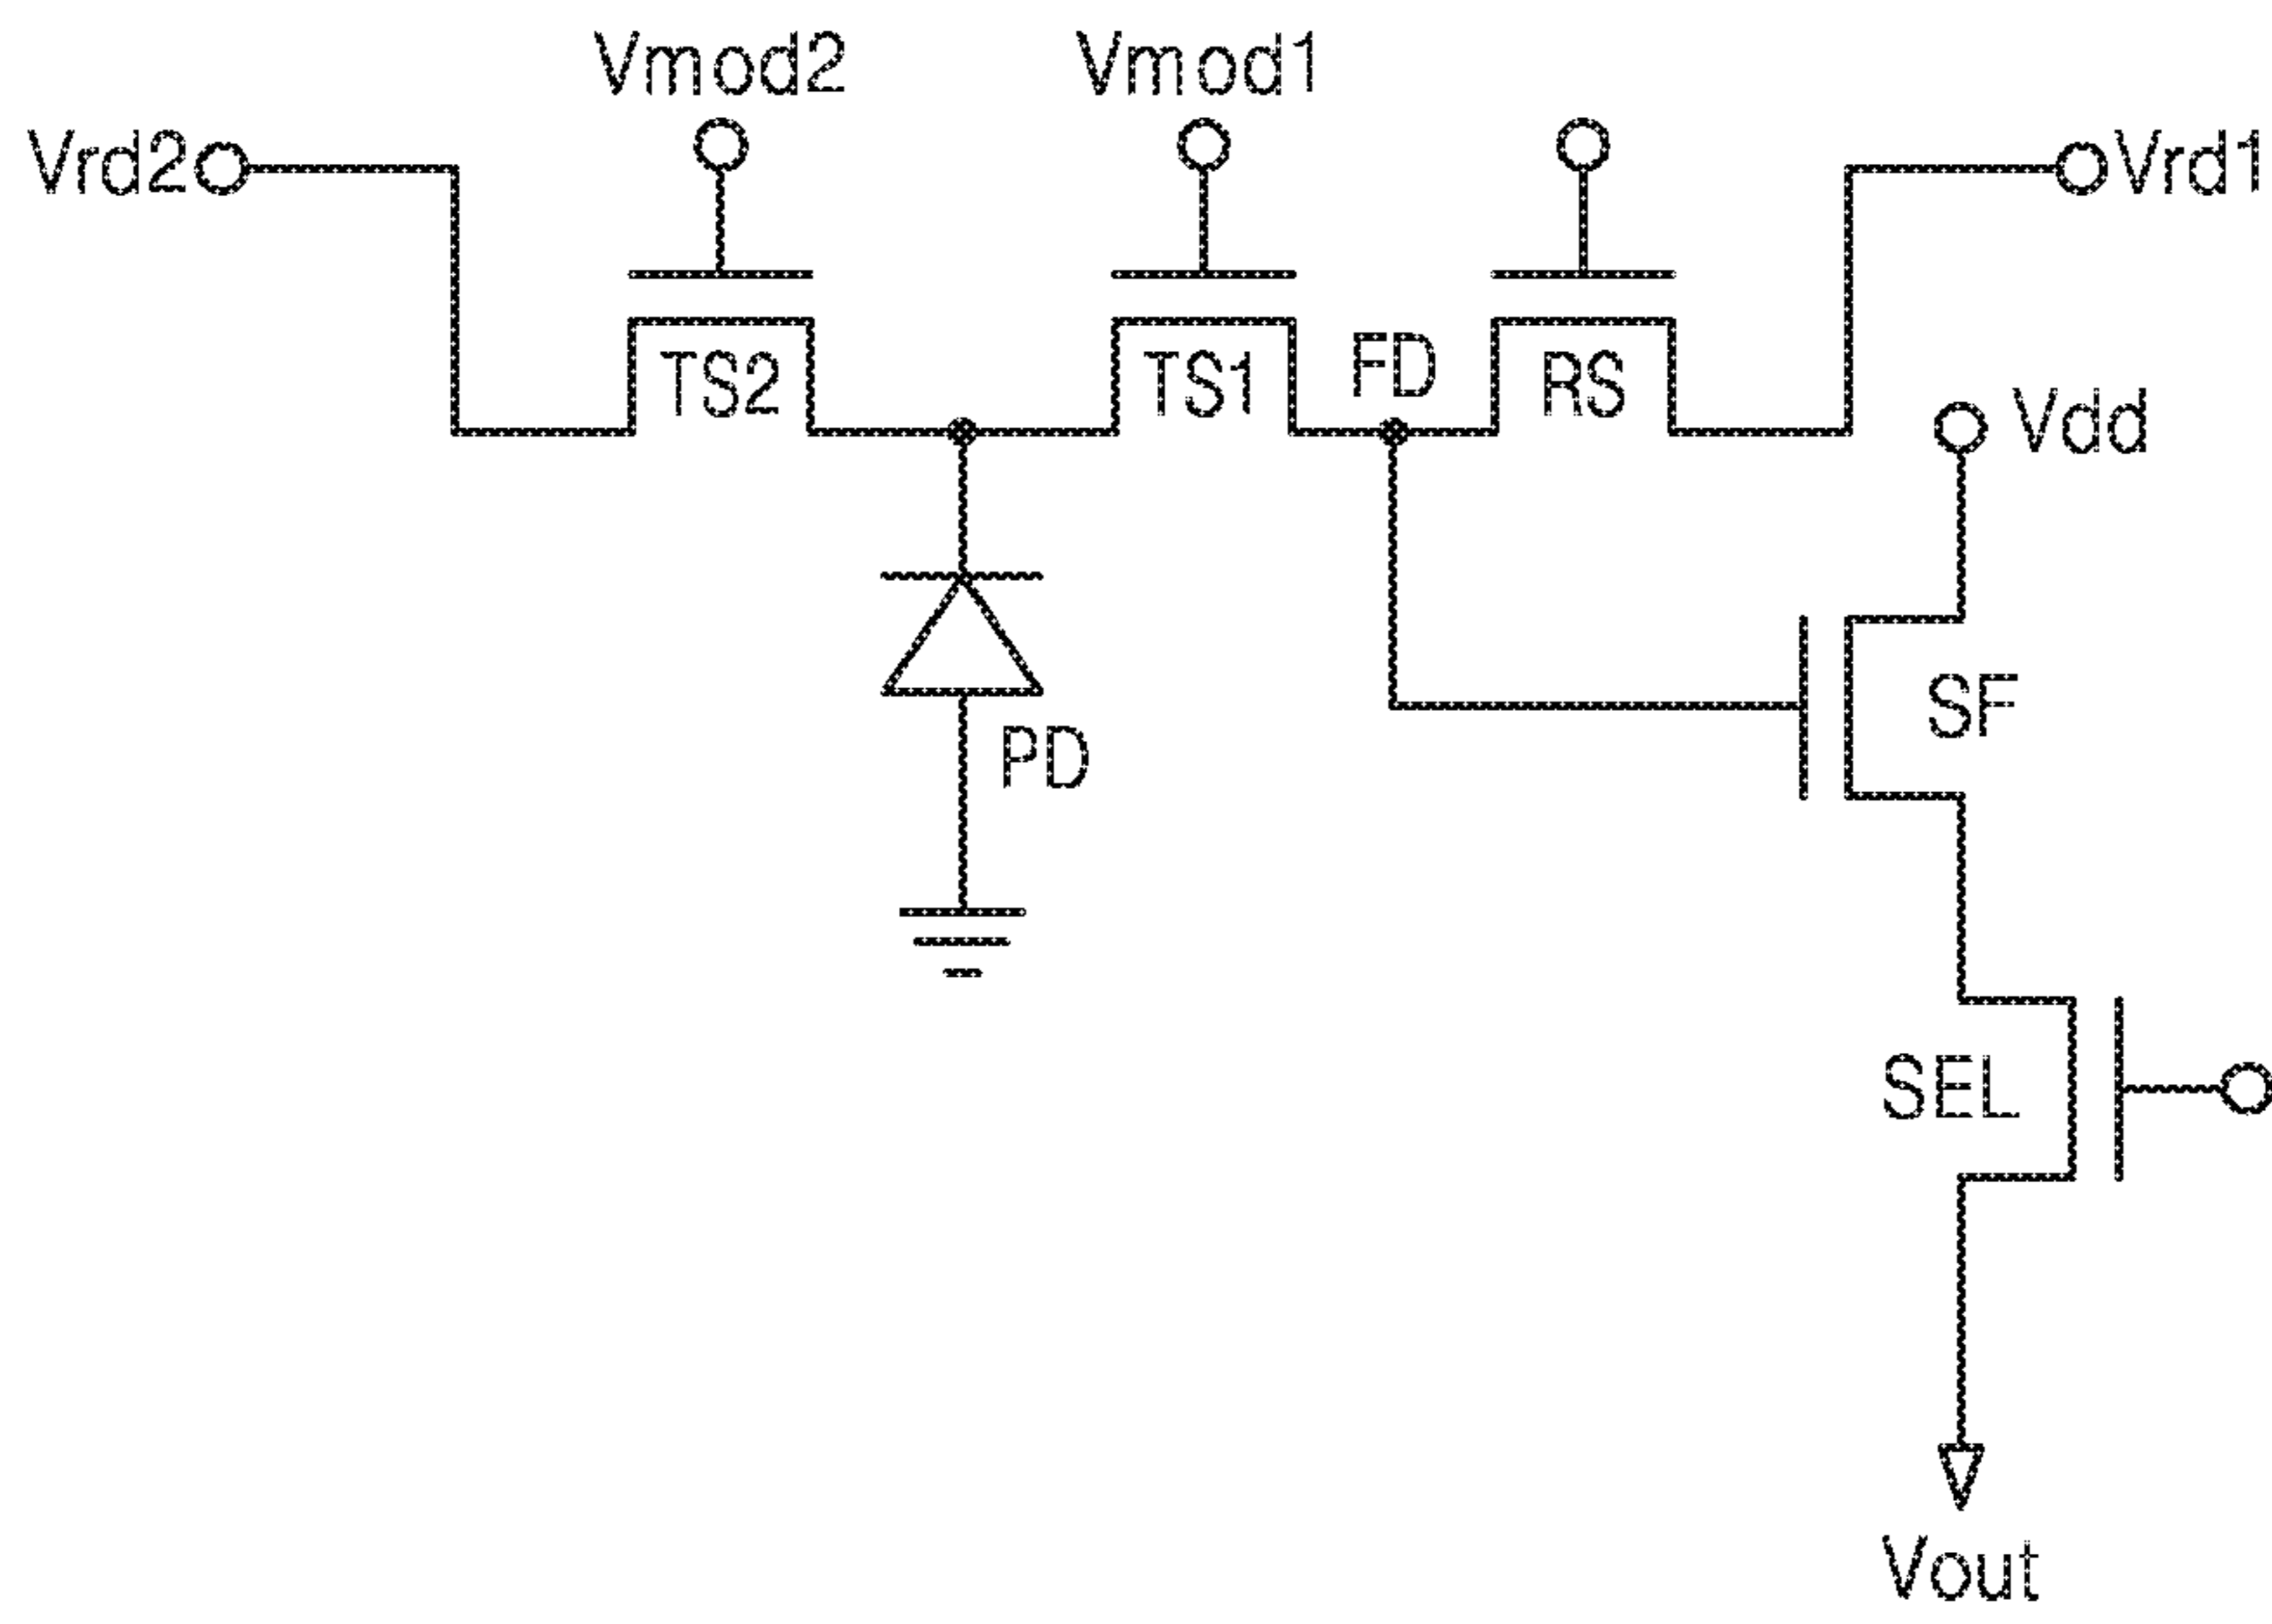 Vmod2
Vmod1
Vrd2
Vrd1
TS2
TS1
FD
RS
Vdd
SF
PD
SEL
Vout